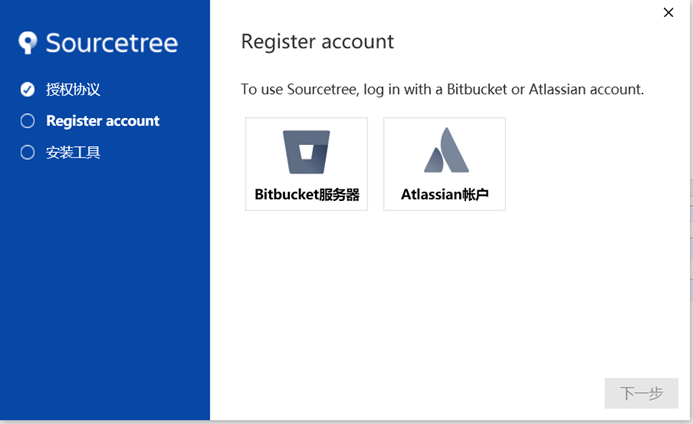 Sourcetree
授权协议
Register account
安装工具
Register account
To use Sourcetree, log in with a Bitbucket or Atlassian account.
Bitbucket服务器
Atlassian帐户
下一步